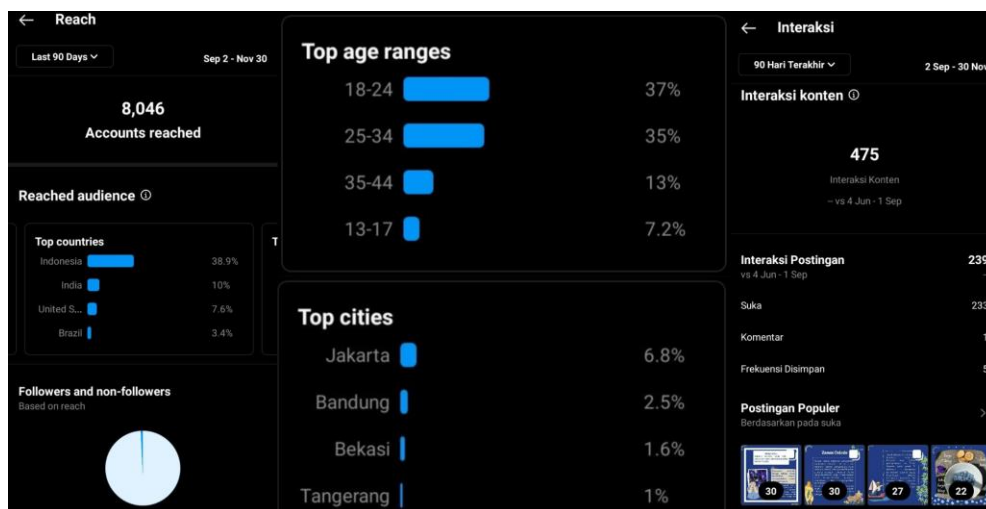 ← Reach
Last 90 Days
Sep 2 - Nov 30
8,046
Accounts reached
Reached audience
Top countries
Indonesia 38.9%
India 10%
United S... 7.6%
Brazil 3.4%
T
Followers and non-followers
Based on reach
Top age ranges
18-24 37%
25-34 35%
35-44 13%
13-17 7.2%
Top cities
Jakarta 6.8%
Bandung 2.5%
Bekasi 1.6%
Tangerang 1%
← Interaksi
90 Hari Terakhir
2 Sep - 30 Nov
Interaksi konten
475
Interaksi Konten
-- vs 4 Jun - 1 Sep
Interaksi Postingan 239
vs 4 Jun - 1 Sep
Suka 233
Komentar 1
Frekuensi Disimpan 5
Postingan Populer
Berdasarkan pada suka
30
30
27
22